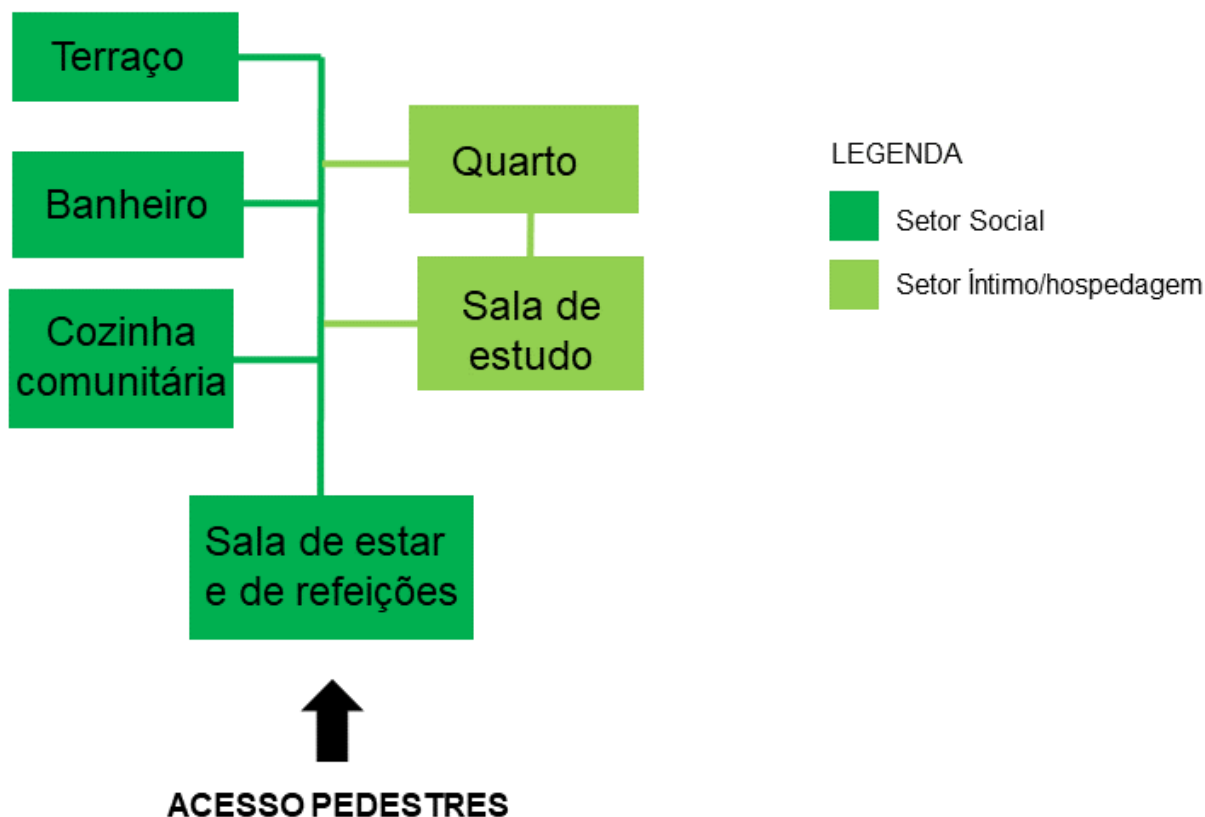 Terraço
Banheiro
Cozinha
comunitária
Quarto
Sala de
estudo
Sala de estar
e de refeições
ACESSO PEDESTRES
LEGENDA
Setor Social
Setor Íntimo/hospedagem